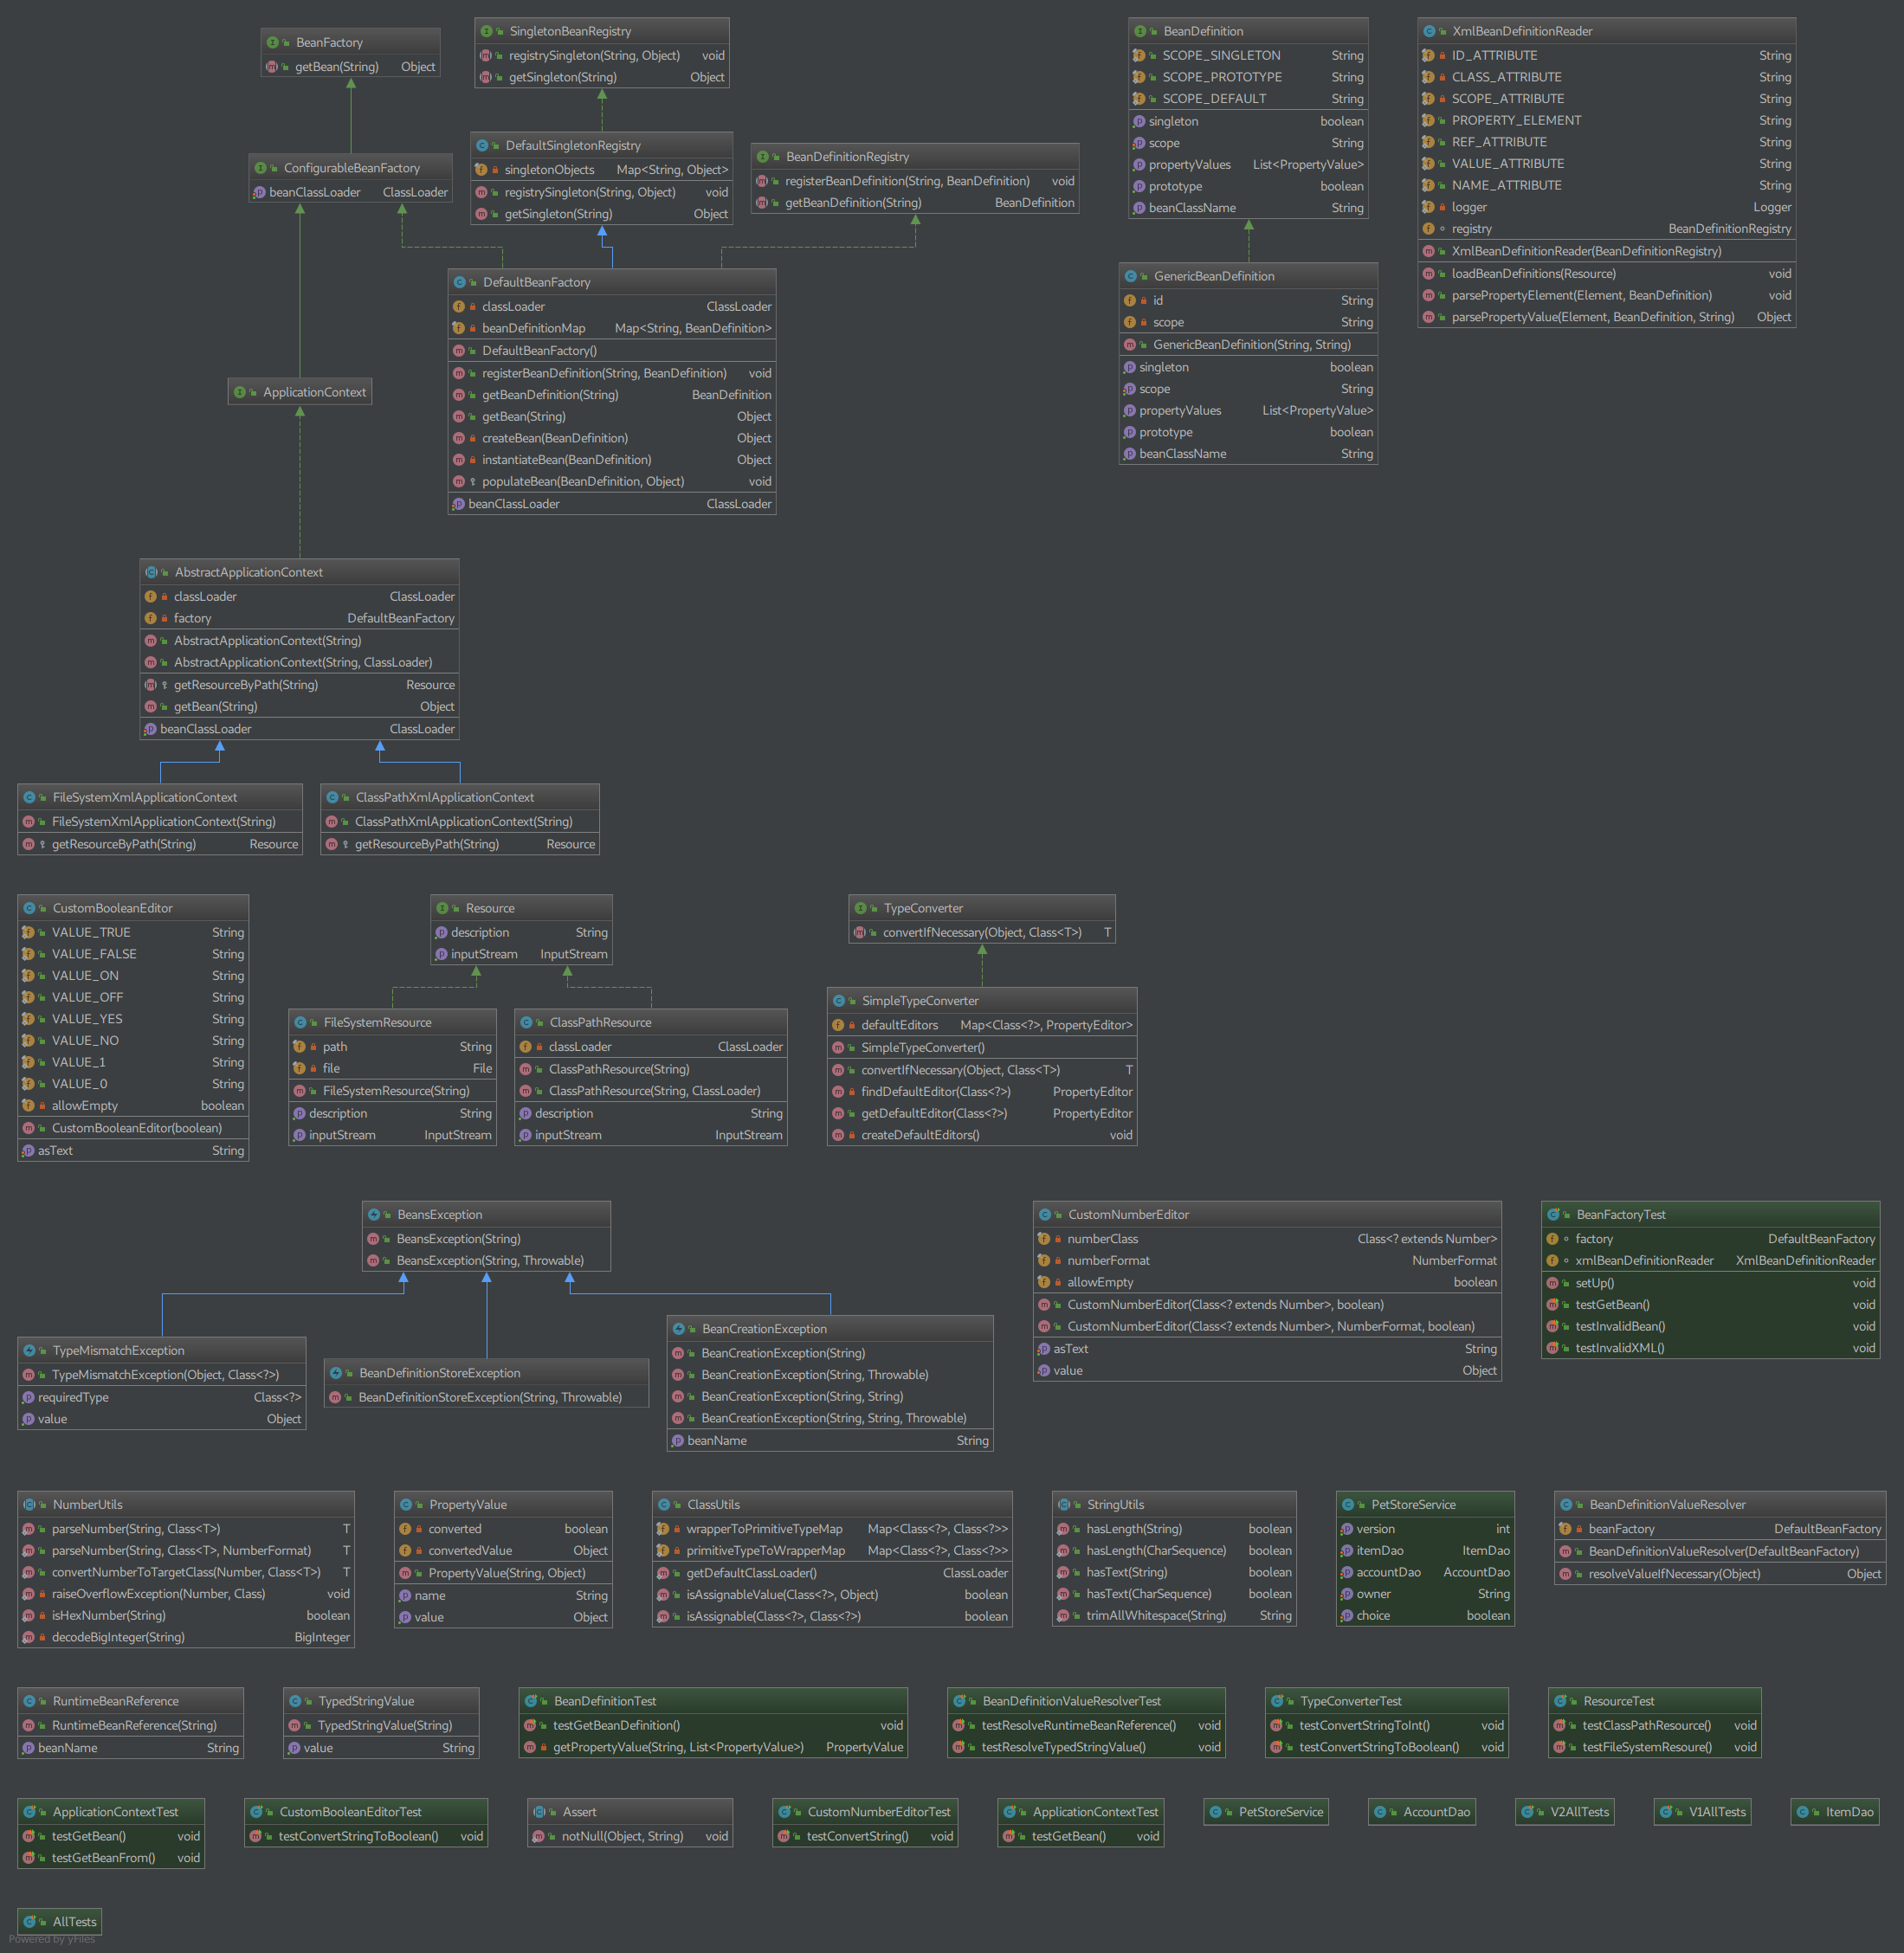 BeanFactory
getBean(String) Object
SingletonBeanRegistry
registrySingleton(String, Object) void
getSingleton(String) Object
BeanDefinition
SCOPE_SINGLETON String
SCOPE_PROTOTYPE String
SCOPE_DEFAULT String
singleton boolean
scope String
propertyValues List<PropertyValue>
prototype boolean
beanClassName String
XmlBeanDefinitionReader
ID_ATTRIBUTE String
CLASS_ATTRIBUTE String
SCOPE_ATTRIBUTE String
PROPERTY_ELEMENT String
REF_ATTRIBUTE String
VALUE_ATTRIBUTE String
NAME_ATTRIBUTE String
logger Logger
registry BeanDefinitionRegistry
XmlBeanDefinitionReader(BeanDefinitionRegistry)
loadBeanDefinitions(Resource) void
parsePropertyElement(Element, BeanDefinition) void
parsePropertyValue(Element, BeanDefinition, String) Object
ConfigurableBeanFactory
beanClassLoader ClassLoader
DefaultSingletonRegistry
singletonObjects Map<String, Object>
registrySingleton(String, Object) void
getSingleton(String) Object
BeanDefinitionRegistry
registerBeanDefinition(String, BeanDefinition) void
getBeanDefinition(String) BeanDefinition
DefaultBeanFactory
classLoader ClassLoader
beanDefinitionMap Map<String, BeanDefinition>
DefaultBeanFactory()
registerBeanDefinition(String, BeanDefinition) void
getBeanDefinition(String) BeanDefinition
getBean(String) Object
createBean(BeanDefinition) Object
instantiateBean(BeanDefinition) Object
populateBean(BeanDefinition, Object) void
beanClassLoader ClassLoader
GenericBeanDefinition
id String
scope String
GenericBeanDefinition(String, String)
singleton boolean
scope String
propertyValues List<PropertyValue>
prototype boolean
beanClassName String
ApplicationContext
AbstractApplicationContext
classLoader ClassLoader
factory DefaultBeanFactory
AbstractApplicationContext(String)
AbstractApplicationContext(String, ClassLoader)
getResourceByPath(String) Resource
getBean(String) Object
beanClassLoader ClassLoader
FileSystemXmlApplicationContext
FileSystemXmlApplicationContext(String)
getResourceByPath(String) Resource
ClassPathXmlApplicationContext
ClassPathXmlApplicationContext(String)
getResourceByPath(String) Resource
CustomBooleanEditor
VALUE_TRUE String
VALUE_FALSE String
VALUE_ON String
VALUE_OFF String
VALUE_YES String
VALUE_NO String
VALUE_1 String
VALUE_0 String
allowEmpty boolean
CustomBooleanEditor(boolean)
asText String
Resource
description String
inputStream InputStream
FileSystemResource
path String
file File
FileSystemResource(String)
description String
inputStream InputStream
ClassPathResource
classLoader ClassLoader
ClassPathResource(String)
ClassPathResource(String, ClassLoader)
description String
inputStream InputStream
TypeConverter
convertIfNecessary(Object, Class<T>) T
SimpleTypeConverter
defaultEditors Map<Class<?>, PropertyEditor>
SimpleTypeConverter()
convertIfNecessary(Object, Class<T>) T
findDefaultEditor(Class<?>) PropertyEditor
getDefaultEditor(Class<?>) PropertyEditor
createDefaultEditors() void
BeansException
BeansException(String)
BeansException(String, Throwable)
TypeMismatchException
TypeMismatchException(Object, Class<?>)
requiredType Class<?>
value Object
BeanDefinitionStoreException
BeanDefinitionStoreException(String, Throwable)
BeanCreationException
BeanCreationException(String)
BeanCreationException(String, Throwable)
BeanCreationException(String, String)
BeanCreationException(String, String, Throwable)
beanName String
CustomNumberEditor
numberClass Class<? extends Number>
numberFormat NumberFormat
allowEmpty boolean
CustomNumberEditor(Class<? extends Number>, boolean)
CustomNumberEditor(Class<? extends Number>, NumberFormat, boolean)
asText String
value Object
BeanFactoryTest
factory DefaultBeanFactory
xmlBeanDefinitionReader XmlBeanDefinitionReader
setUp() void
testGetBean() void
testInvalidBean() void
testInvalidXML() void
NumberUtils
parseNumber(String, Class<T>) T
parseNumber(String, Class<T>, NumberFormat) T
convertNumberToTargetClass(Number, Class<T>) T
raiseOverflowException(Number, Class) void
isHexNumber(String) boolean
decodeBigInteger(String) BigInteger
PropertyValue
converted boolean
convertedValue Object
PropertyValue(String, Object)
name String
value Object
ClassUtils
wrapperToPrimitiveTypeMap Map<Class<?>, Class<?>>
primitiveTypeToWrapperMap Map<Class<?>, Class<?>>
getDefaultClassLoader() ClassLoader
isAssignableValue(Class<?>, Object) boolean
isAssignable(Class<?>, Class<?>) boolean
StringUtils
hasLength(String) boolean
hasLength(CharSequence) boolean
hasText(String) boolean
hasText(CharSequence) boolean
trimAllWhitespace(String) String
PetStoreService
version int
itemDao ItemDao
accountDao AccountDao
owner String
choice boolean
BeanDefinitionValueResolver
beanFactory DefaultBeanFactory
BeanDefinitionValueResolver(DefaultBeanFactory)
resolveValueIfNecessary(Object) Object
RuntimeBeanReference
RuntimeBeanReference(String)
beanName String
TypedStringValue
TypedStringValue(String)
value String
BeanDefinitionTest
testGetBeanDefinition() void
getPropertyValue(String, List<PropertyValue>) PropertyValue
BeanDefinitionValueResolverTest
testResolveRuntimeBeanReference() void
testResolveTypedStringValue() void
TypeConverterTest
testConvertStringToInt() void
testConvertStringToBoolean() void
ResourceTest
testClassPathResource() void
testFileSystemResoure() void
ApplicationContextTest
testGetBean() void
testGetBeanFrom() void
CustomBooleanEditorTest
testConvertStringToBoolean() void
Assert
notNull(Object, String) void
CustomNumberEditorTest
testConvertString() void
ApplicationContextTest
testGetBean() void
PetStoreService
AccountDao
V2AllTests
V1AllTests
ItemDao
AllTests
Powered by yFiles